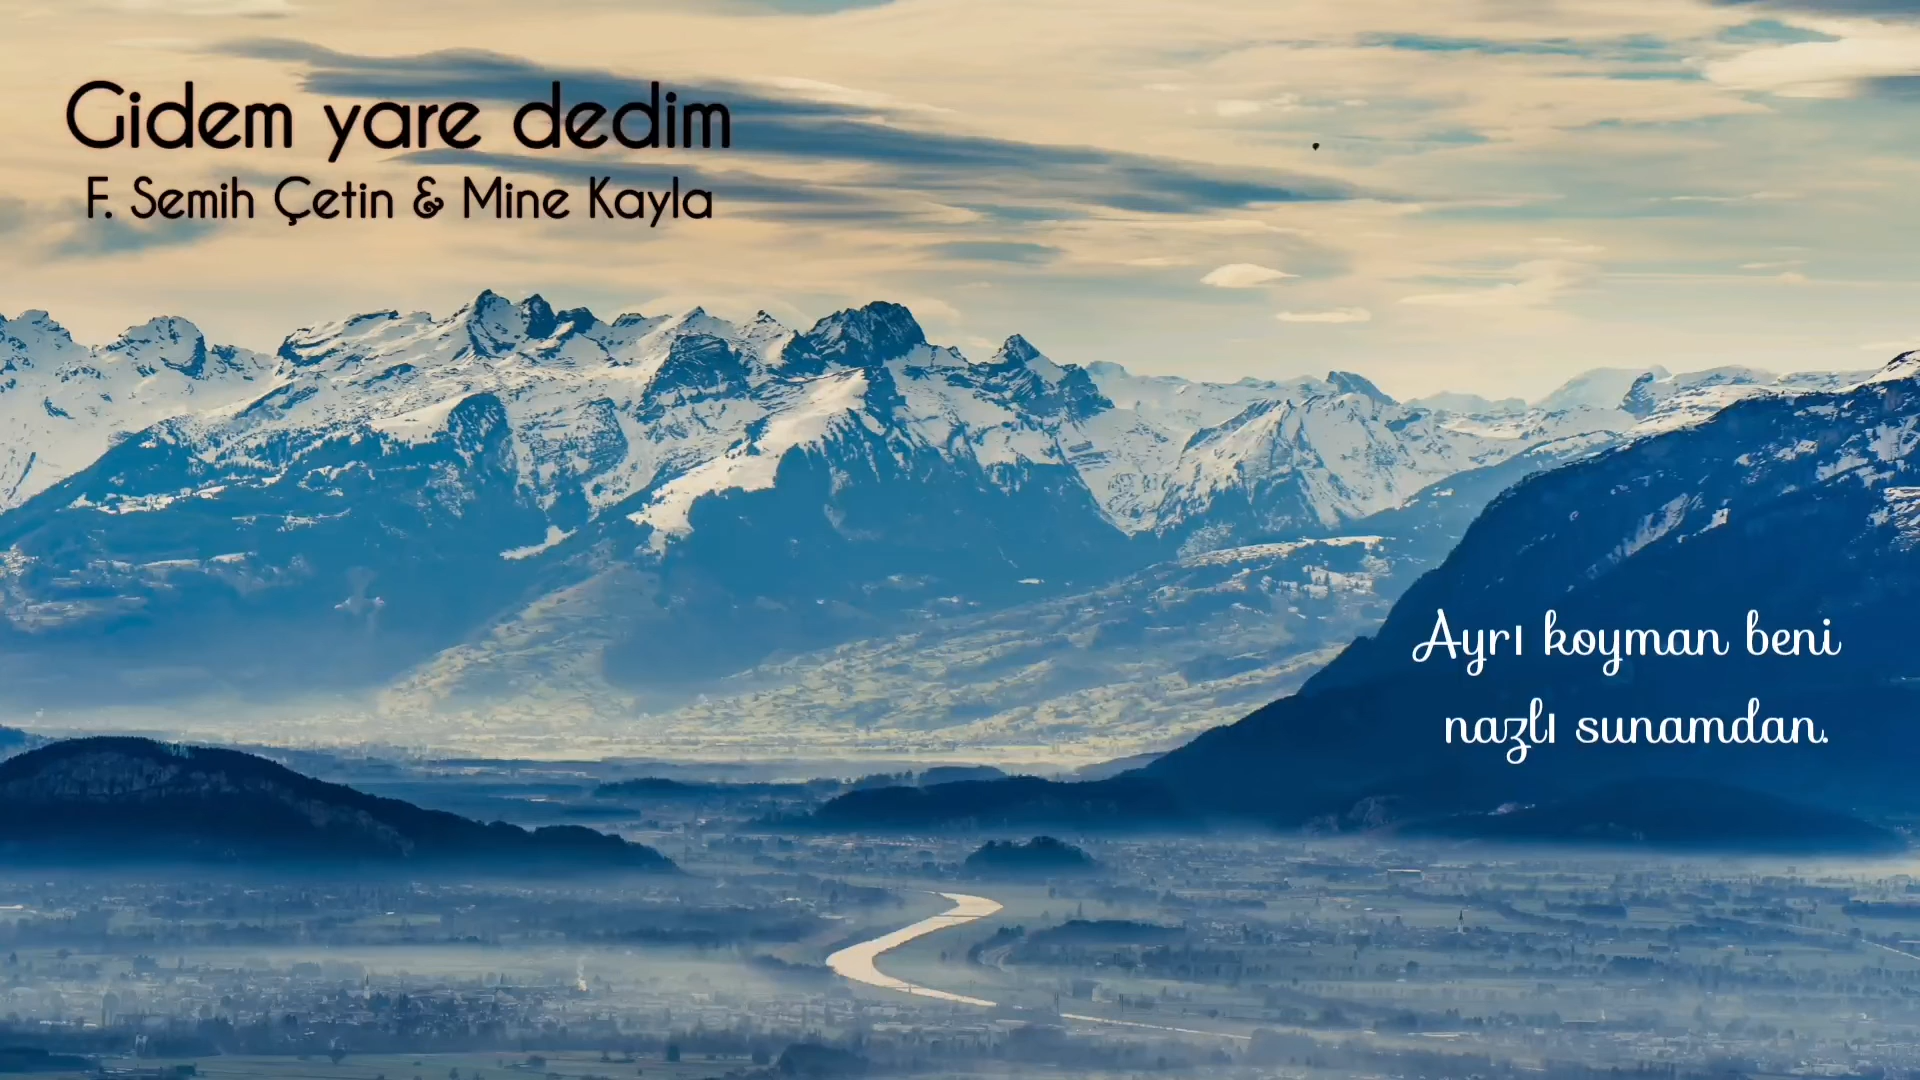 Gidem yare dedim
F. Semih Çetin & Mine Kayla
Ayrı koyman beni
nazlı sunamdan.